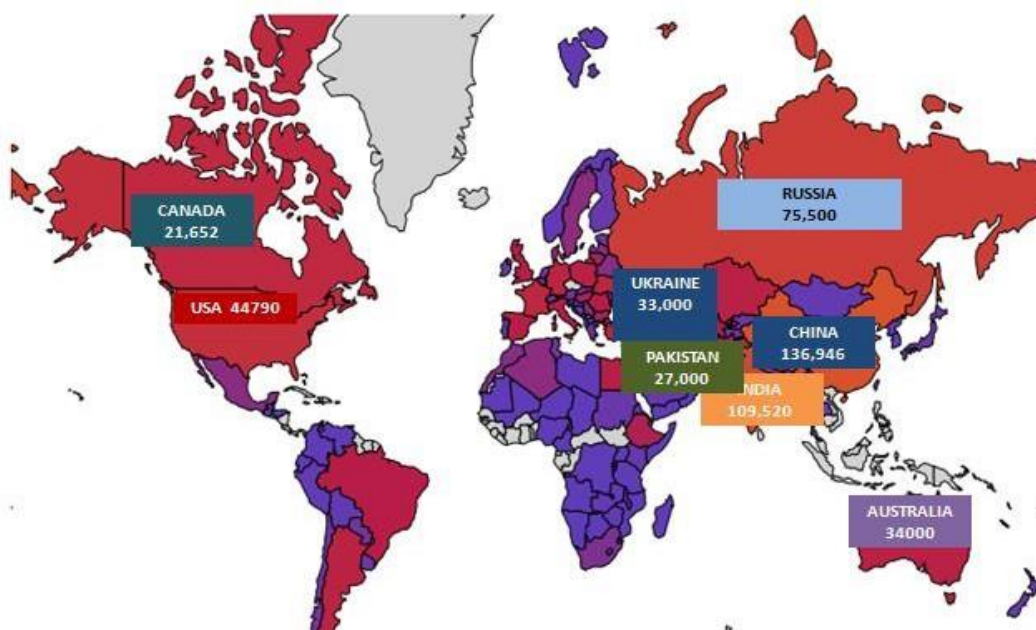 CANADA
21,652
RUSSIA
75,500
USA 44790
UKRAINE
33,000
CHINA
136,946
PAKISTAN
27,000
INDIA
109,520
AUSTRALIA
34000